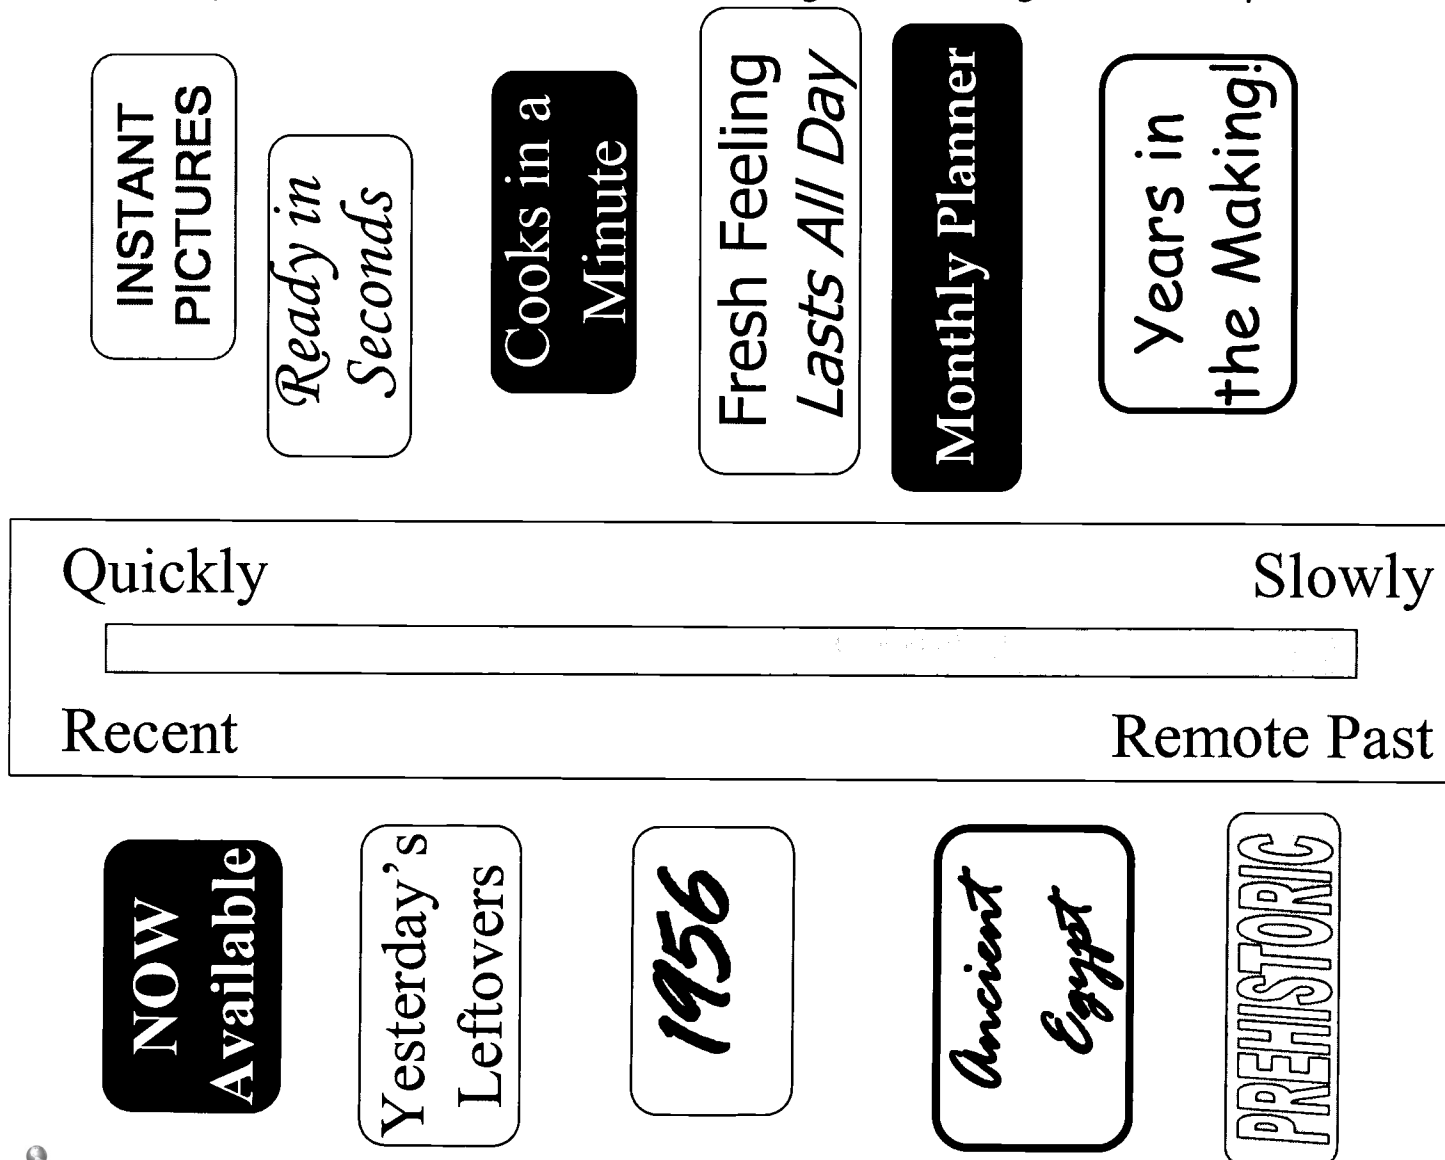 INSTANT
PICTURES
Ready in
Seconds
Cooks in a
Minute
Fresh Feeling
Lasts All Day
Monthly Planner
Years in
the Making!
Quickly
Slowly
Recent
Remote Past
NOW
Available
Yesterday's
Leftovers
1956
Ancient
Egypt
PREHISTORIC